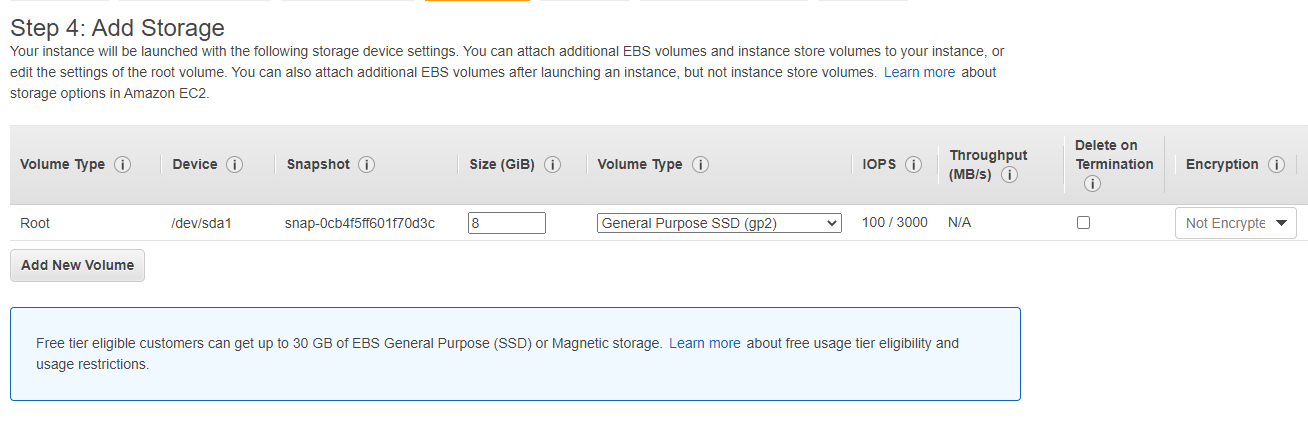 Step 4: Add Storage
Your instance will be launched with the following storage device settings. You can attach additional EBS volumes and instance store volumes to your instance, or
edit the settings of the root volume. You can also attach additional EBS volumes after launching an instance, but not instance store volumes. Learn more about
storage options in Amazon EC2.
Volume Type i Device i Snapshot i Size (GiB) i Volume Type i IOPS i Throughput (MB/s) i Delete on Termination i Encryption i
Root /dev/sda1 snap-0cb4f5ff601f70d3c 8 General Purpose SSD (gp2) 100 / 3000 N/A Not Encrypte
Add New Volume
Free tier eligible customers can get up to 30 GB of EBS General Purpose (SSD) or Magnetic storage. Learn more about free usage tier eligibility and
usage restrictions.